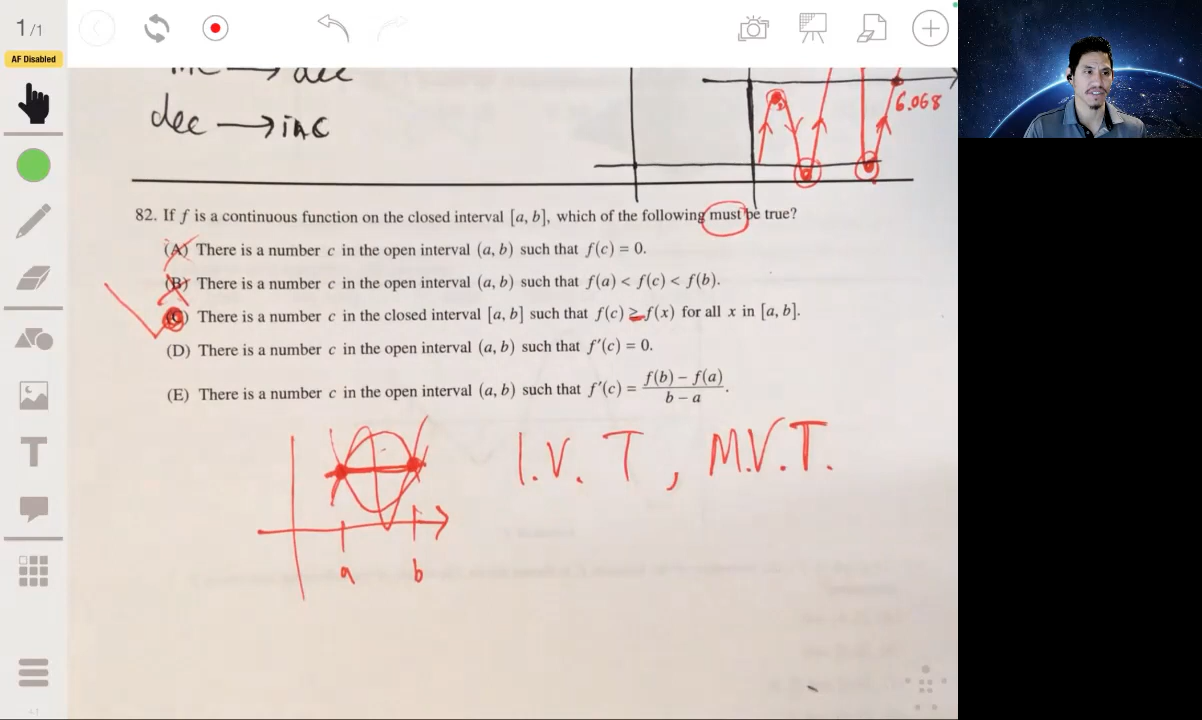 1/1
AF Disabled
dec → inc
6.068
82. If f is a continuous function on the closed interval [a, b], which of the following must be true?
(A) There is a number c in the open interval (a, b) such that f(c) = 0.
(B) There is a number c in the open interval (a, b) such that f(a) < f(c) < f(b).
(C) There is a number c in the closed interval [a, b] such that f(c) ≥ f(x) for all x in [a, b].
(D) There is a number c in the open interval (a, b) such that f′(c) = 0.
(E) There is a number c in the open interval (a, b) such that f′(c) = f(b) − f(a) / b − a.
I.V.T, M.V.T.
a b
T